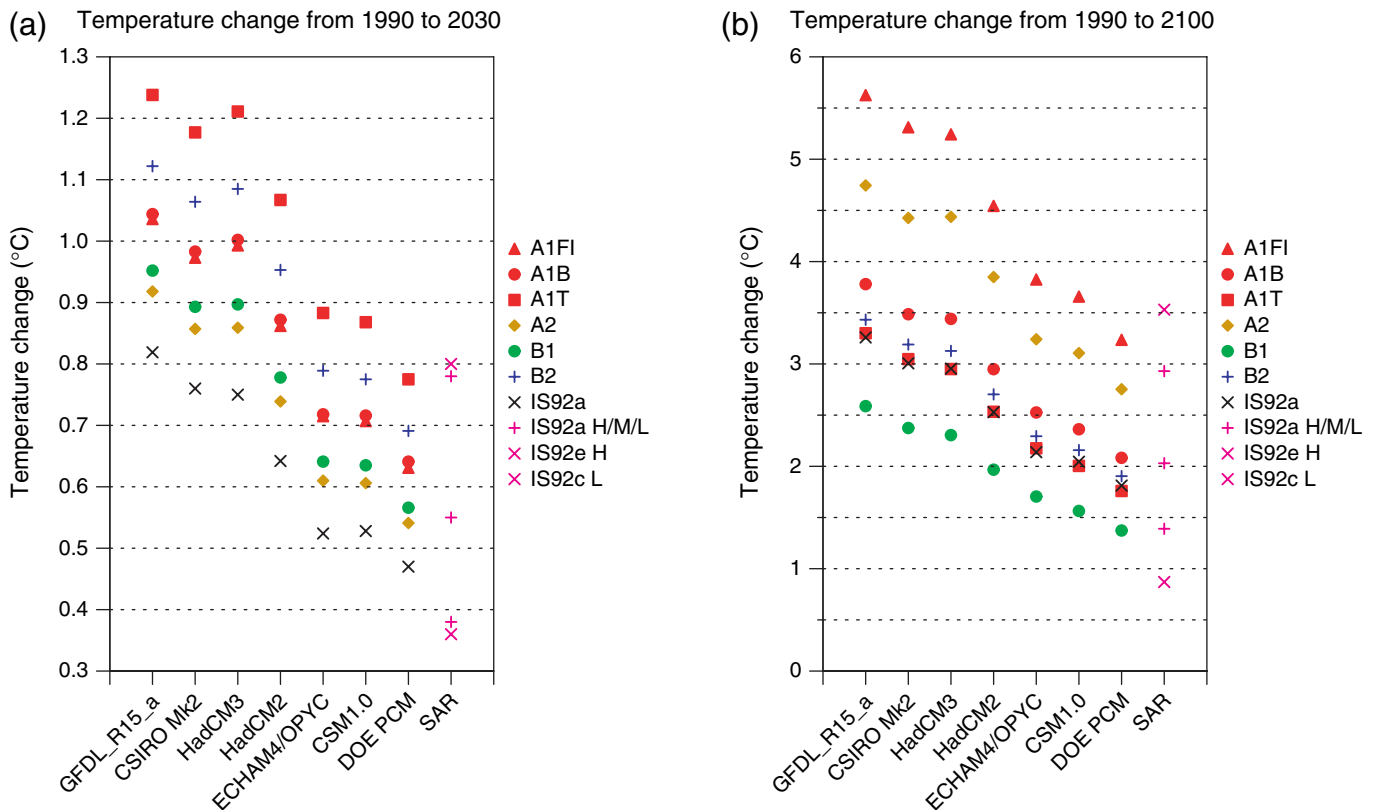 (a) Temperature change from 1990 to 2030
Temperature change (°C)
1.3
1.2
1.1
1.0
0.9
0.8
0.7
0.6
0.5
0.4
0.3
GFDL_R15_a
CSIRO Mk2
HadCM3
HadCM2
ECHAM4/OPYC
CSM1.0
DOE PCM
SAR
A1FI
A1B
A1T
A2
B1
B2
IS92a
IS92a H/M/L
IS92e H
IS92c L
(b) Temperature change from 1990 to 2100
Temperature change (°C)
6
5
4
3
2
1
0
GFDL_R15_a
CSIRO Mk2
HadCM3
HadCM2
ECHAM4/OPYC
CSM1.0
DOE PCM
SAR
A1FI
A1B
A1T
A2
B1
B2
IS92a
IS92a H/M/L
IS92e H
IS92c L